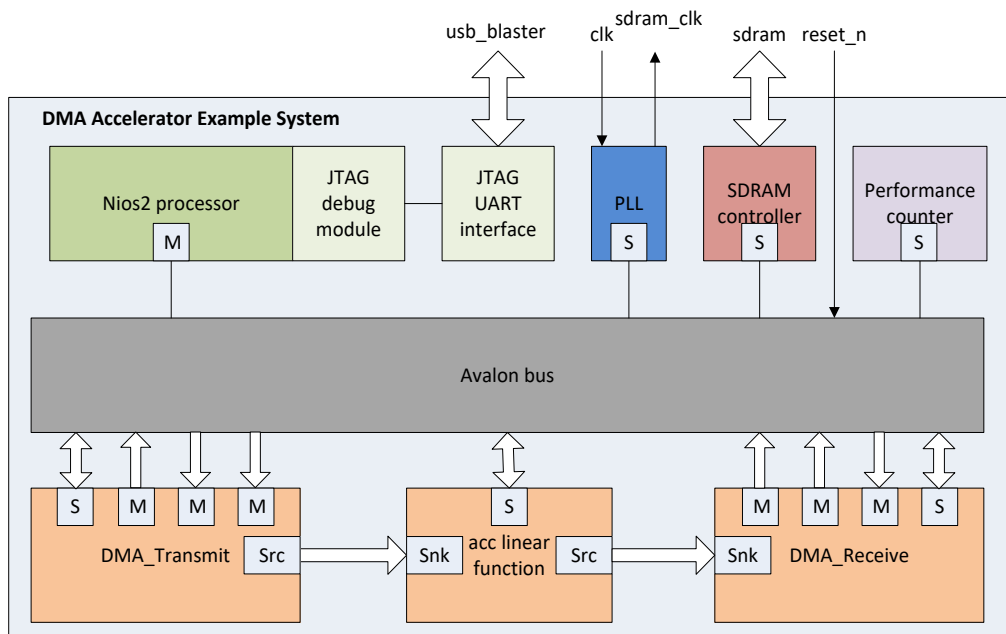 usb_blaster
clk
sdram_clk
sdram
reset_n
DMA Accelerator Example System
Nios2 processor
M
JTAG
debug
module
JTAG
UART
interface
PLL
S
SDRAM
controller
S
Performance
counter
S
Avalon bus
S
M
M
M
DMA_Transmit
Src
S
Snk
acc linear
function
Src
M
M
M
S
Snk
DMA_Receive